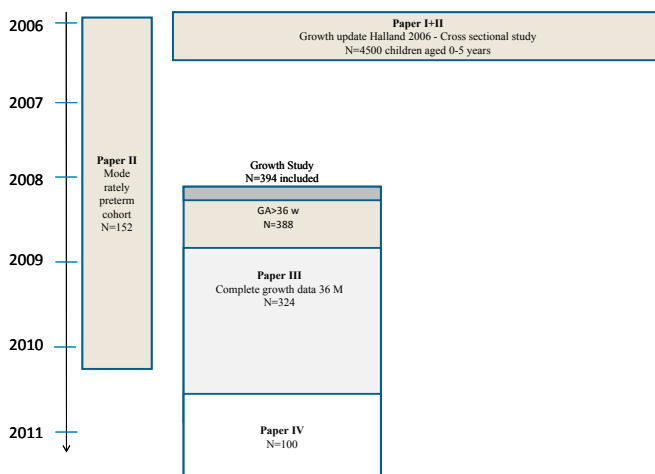 2006
2007
2008
2009
2010
2011
Paper I+II
Growth update Halland 2006 - Cross sectional study
N=4500 children aged 0-5 years
Paper II
Mode
rately
preterm
cohort
N=152
Growth Study
N=394 included
GA>36 w
N=388
Paper III
Complete growth data 36 M
N=324
Paper IV
N=100